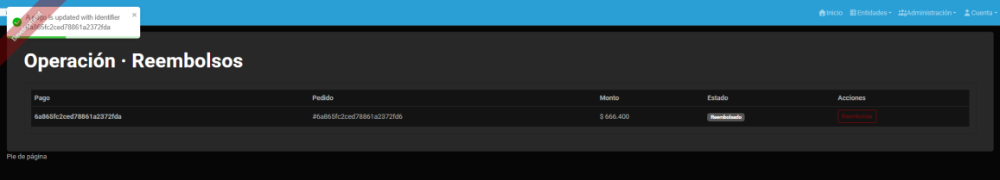 A pago is updated with identifier
6a865fc2ced78861a2372fda
×
Development
Inicio Entidades Administración Cuenta
Operación · Reembolsos
Pago Pedido Monto Estado Acciones
6a865fc2ced78861a2372fda #6a865fc2ced78861a2372fd6 $ 666.400 Reembolsado Reembolsar
Pie de página